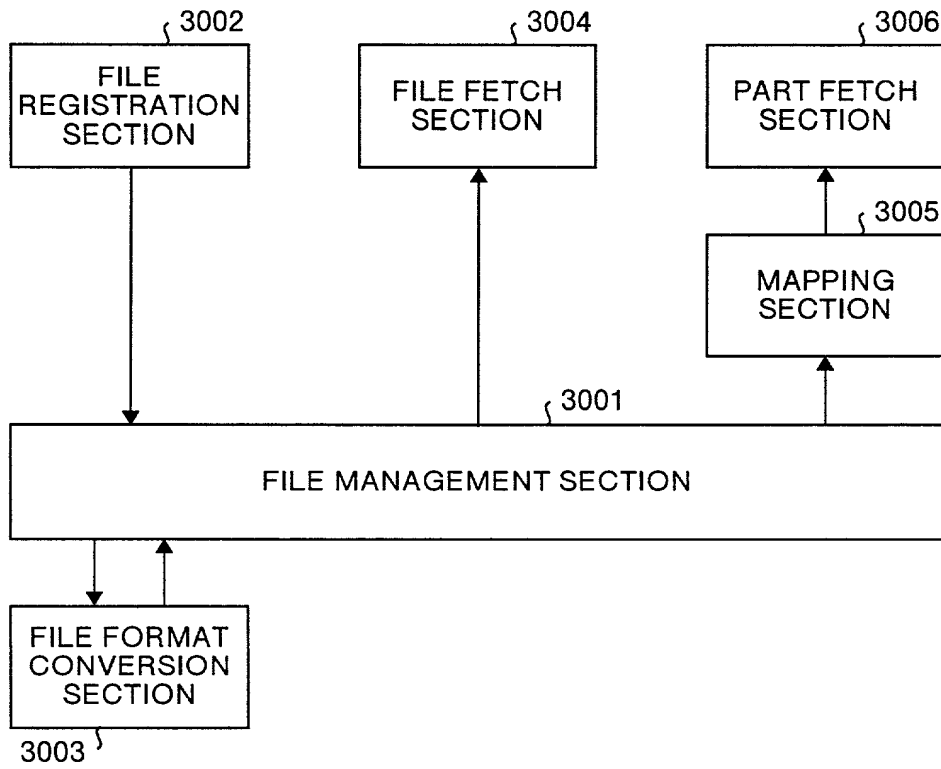 3002
FILE
REGISTRATION
SECTION
3004
FILE FETCH
SECTION
3006
PART FETCH
SECTION
3005
MAPPING
SECTION
3001
FILE MANAGEMENT SECTION
FILE FORMAT
CONVERSION
SECTION
3003